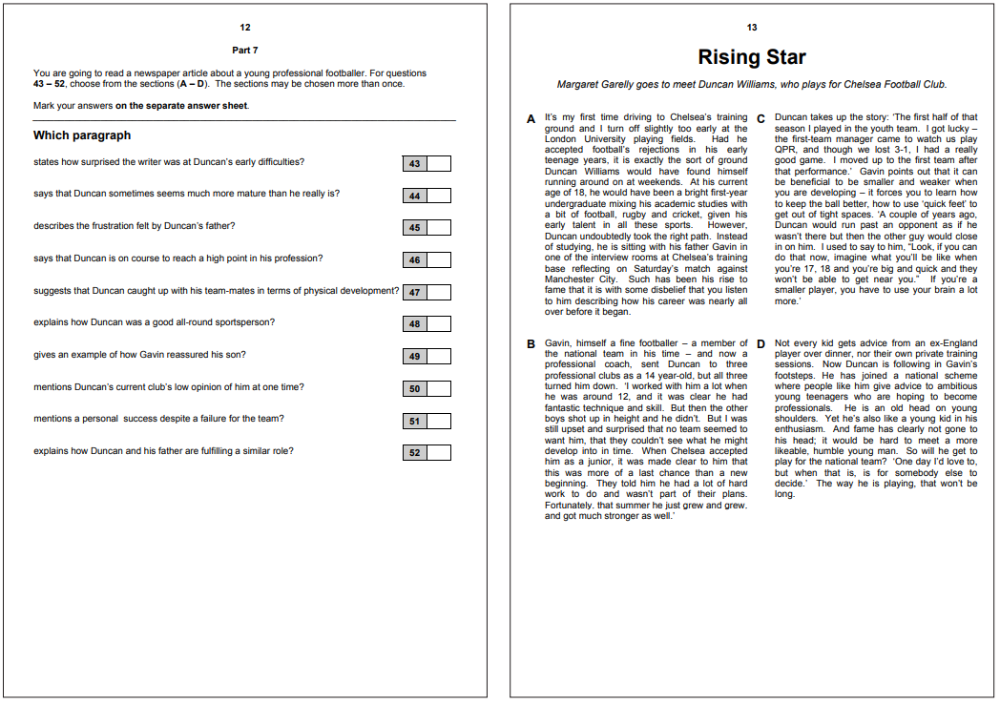 12
Part 7
You are going to read a newspaper article about a young professional footballer. For questions
43 – 52, choose from the sections (A – D). The sections may be chosen more than once.
Mark your answers on the separate answer sheet.
Which paragraph
states how surprised the writer was at Duncan's early difficulties? 43
says that Duncan sometimes seems much more mature than he really is? 44
describes the frustration felt by Duncan's father? 45
says that Duncan is on course to reach a high point in his profession? 46
suggests that Duncan caught up with his team-mates in terms of physical development? 47
explains how Duncan was a good all-round sportsperson? 48
gives an example of how Gavin reassured his son? 49
mentions Duncan's current club's low opinion of him at one time? 50
mentions a personal success despite a failure for the team? 51
explains how Duncan and his father are fulfilling a similar role? 52
13
Rising Star
Margaret Garelly goes to meet Duncan Williams, who plays for Chelsea Football Club.
A It's my first time driving to Chelsea's training
ground and I turn off slightly too early at the
London University playing fields. Had he
accepted football's rejections in his early
teenage years, it is exactly the sort of ground
Duncan Williams would have found himself
running around on at weekends. At his current
age of 18, he would have been a bright first-year
undergraduate mixing his academic studies with
a bit of football, rugby and cricket, given his
early talent in all these sports. However,
Duncan undoubtedly took the right path. Instead
of studying, he is sitting with his father Gavin in
one of the interview rooms at Chelsea's training
base reflecting on Saturday's match against
Manchester City. Such has been his rise to
fame that it is with some disbelief that you listen
to him describing how his career was nearly all
over before it began.
B Gavin, himself a fine footballer – a member of
the national team in his time – and now a
professional coach, sent Duncan to three
professional clubs as a 14 year-old, but all three
turned him down. 'I worked with him a lot when
he was around 12, and it was clear he had
fantastic technique and skill. But then the other
boys shot up in height and he didn't. But I was
still upset and surprised that no team seemed to
want him, that they couldn't see what he might
develop into in time. When Chelsea accepted
him as a junior, it was made clear to him that
this was more of a last chance than a new
beginning. They told him he had a lot of hard
work to do and wasn't part of their plans.
Fortunately, that summer he just grew and grew,
and got much stronger as well.'
C Duncan takes up the story: 'The first half of that
season I played in the youth team. I got lucky –
the first-team manager came to watch us play
QPR, and though we lost 3-1, I had a really
good game. I moved up to the first team after
that performance.' Gavin points out that it can
be beneficial to be smaller and weaker when
you are developing – it forces you to learn how
to keep the ball better, how to use 'quick feet' to
get out of tight spaces. 'A couple of years ago,
Duncan would run past an opponent as if he
wasn't there but then the other guy would close
in on him. I used to say to him, "Look, if you can
do that now, imagine what you'll be like when
you're 17, 18 and you're big and quick and they
won't be able to get near you." If you're a
smaller player, you have to use your brain a lot
more.'
D Not every kid gets advice from an ex-England
player over dinner, nor their own private training
sessions. Now Duncan is following in Gavin's
footsteps. He has joined a national scheme
where people like him give advice to ambitious
young teenagers who are hoping to become
professionals. He is an old head on young
shoulders. Yet he's also like a young kid in his
enthusiasm. And fame has clearly not gone to
his head; it would be hard to meet a more
likeable, humble young man. So will he get to
play for the national team? 'One day I'd love to,
but when that is, is for somebody else to
decide.' The way he is playing, that won't be
long.